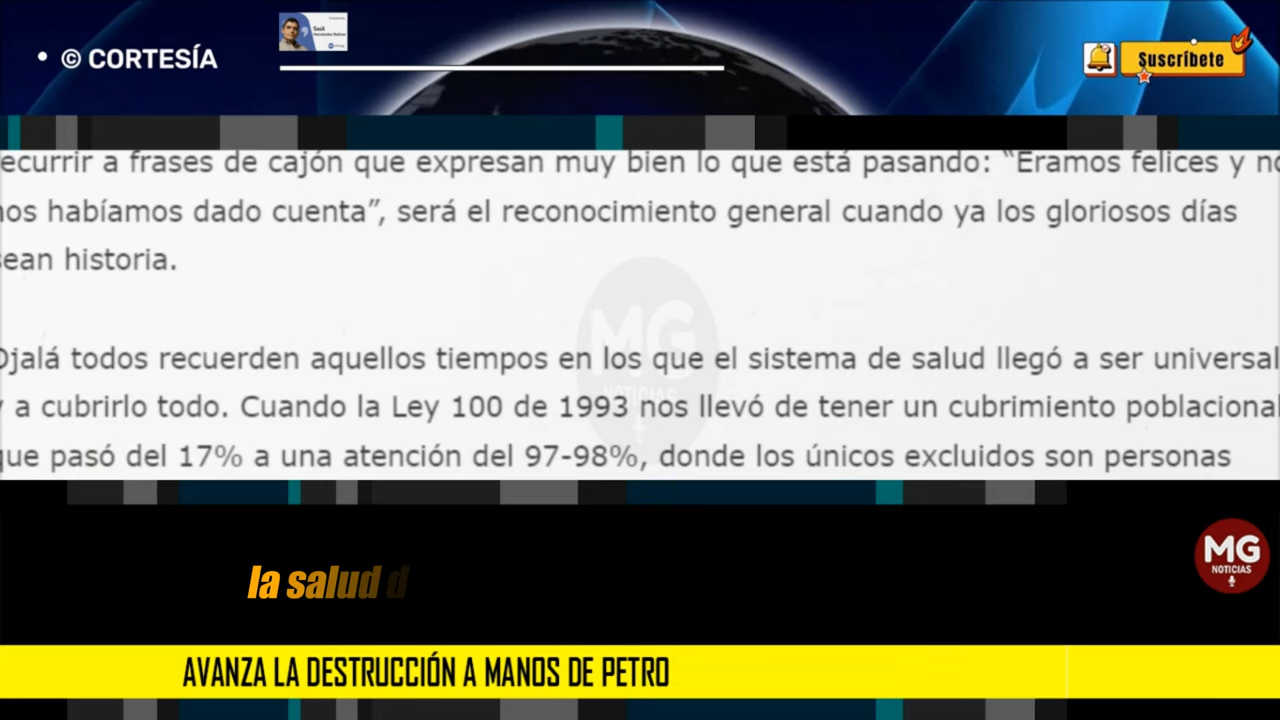 • © CORTESÍA
Saúl
Suscríbete
ecurrir a frases de cajón que expresan muy bien lo que está pasando: “Eramos felices y no
nos habíamos dado cuenta”, será el reconocimiento general cuando ya los gloriosos días
sean historia.
Ojalá todos recuerden aquellos tiempos en los que el sistema de salud llegó a ser universal
y a cubrirlo todo. Cuando la Ley 100 de 1993 nos llevó de tener un cubrimiento poblacional
que pasó del 17% a una atención del 97-98%, donde los únicos excluidos son personas
MG
NOTICIAS
la salud d
MG
NOTICIAS
AVANZA LA DESTRUCCIÓN A MANOS DE PETRO